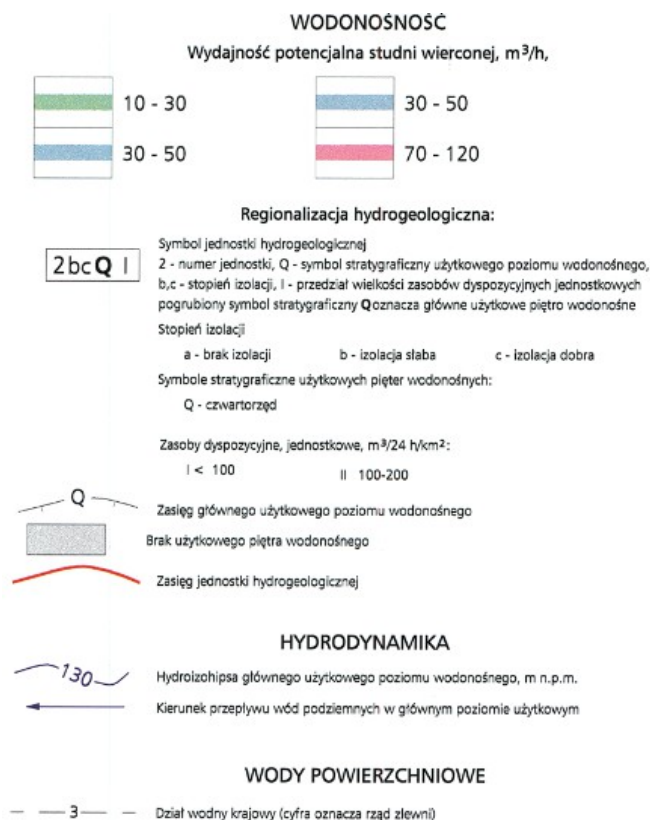 WODONOŚNOŚĆ
Wydajność potencjalna studni wierconej, m³/h,
10 - 30
30 - 50
30 - 50
70 - 120
Regionalizacja hydrogeologiczna:
2bcQ I
Symbol jednostki hydrogeologicznej
2 - numer jednostki, Q - symbol stratygraficzny użytkowego poziomu wodonośnego,
b,c - stopień izolacji, I - przedział wielkości zasobów dyspozycyjnych jednostkowych
pogrubiony symbol stratygraficzny Q oznacza główne użytkowe piętro wodonośne
Stopień izolacji
a - brak izolacji b - izolacja słaba c - izolacja dobra
Symbole stratygraficzne użytkowych pięter wodonośnych:
Q - czwartorzęd
Zasoby dyspozycyjne, jednostkowe, m³/24 h/km²:
I < 100 II 100-200
Q
Zasięg głównego użytkowego poziomu wodonośnego
Brak użytkowego piętra wodonośnego
Zasięg jednostki hydrogeologicznej
HYDRODYNAMIKA
130
Hydroizohipsa głównego użytkowego poziomu wodonośnego, m n.p.m.
Kierunek przepływu wód podziemnych w głównym poziomie użytkowym
WODY POWIERZCHNIOWE
3
Dział wodny krajowy (cyfra oznacza rząd zlewni)